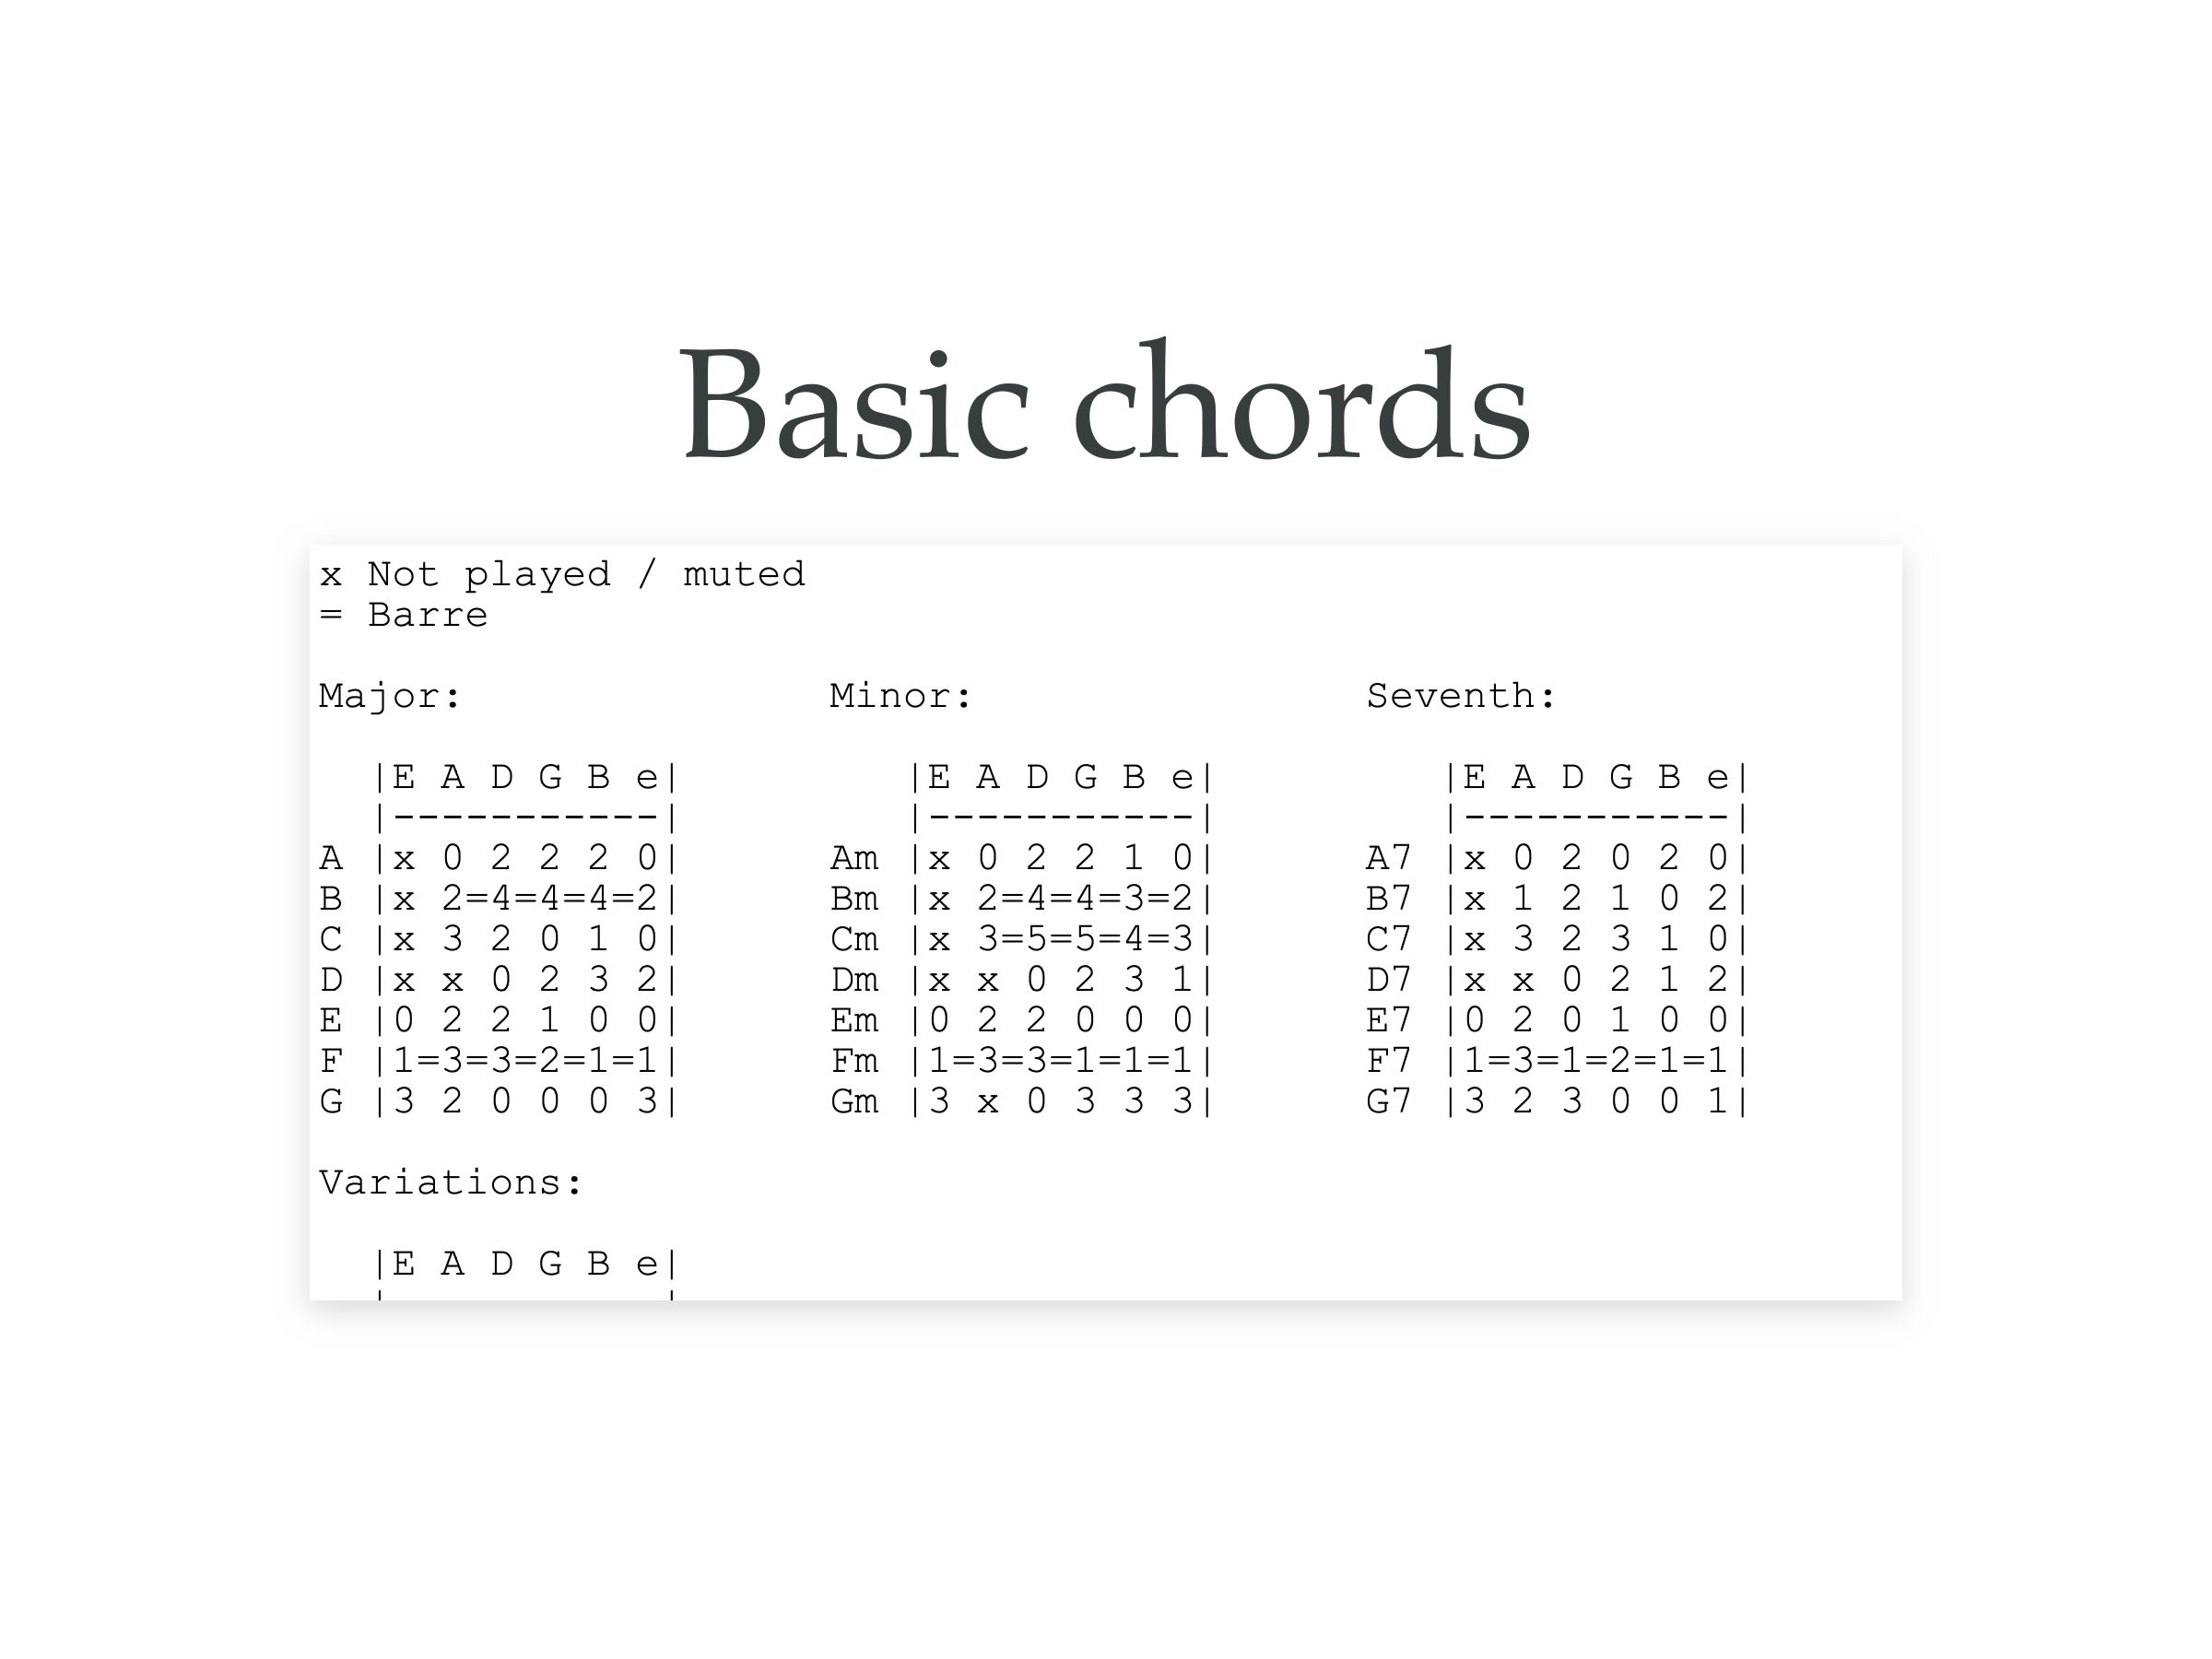 Basic chords
x Not played / muted
= Barre
Major:                Minor:                Seventh:
   |E A D G B e|          |E A D G B e|          |E A D G B e|
   |-----------|          |-----------|          |-----------|
A  |x 0 2 2 2 0|       Am |x 0 2 2 1 0|       A7 |x 0 2 0 2 0|
B  |x 2=4=4=4=2|       Bm |x 2=4=4=3=2|       B7 |x 1 2 1 0 2|
C  |x 3 2 0 1 0|       Cm |x 3=5=5=4=3|       C7 |x 3 2 3 1 0|
D  |x x 0 2 3 2|       Dm |x x 0 2 3 1|       D7 |x x 0 2 1 2|
E  |0 2 2 1 0 0|       Em |0 2 2 0 0 0|       E7 |0 2 0 1 0 0|
F  |1=3=3=2=1=1|       Fm |1=3=3=1=1=1|       F7 |1=3=1=2=1=1|
G  |3 2 0 0 0 3|       Gm |3 x 0 3 3 3|       G7 |3 2 3 0 0 1|
Variations:
   |E A D G B e|